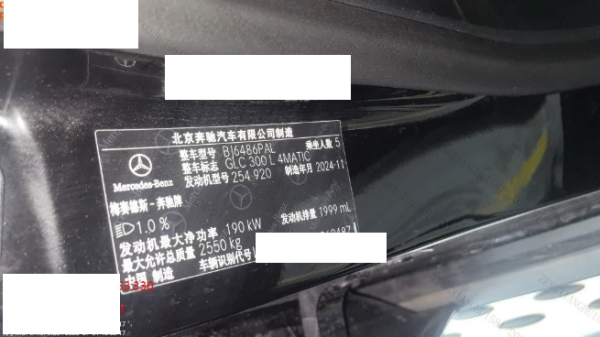 北京奔驰汽车有限公司制造
整车型号 BJ6486PAL 乘坐人数 5
整车标志 GLC 300 L 4MATIC
发动机型号 254 920 制造年月 2024-11
Mercedes-Benz
梅赛德斯-奔驰牌
1.0 %
发动机最大净功率 190 kW 发动机排量 1999 mL
最大允许总质量 2550 kg
车辆识别代号
中国 制造